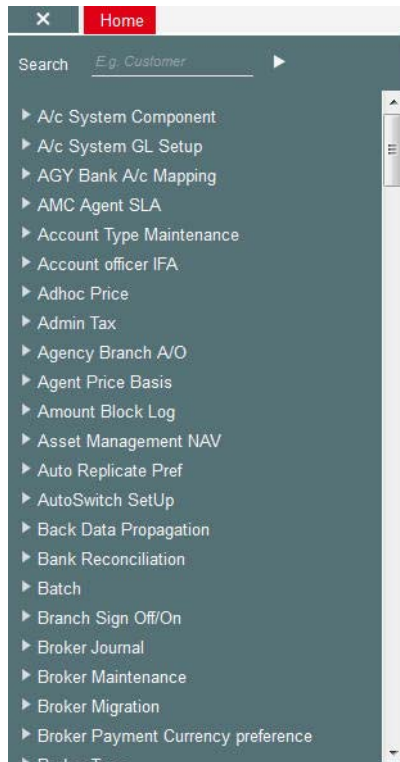 × Home
Search E.g. Customer
A/c System Component
A/c System GL Setup
AGY Bank A/c Mapping
AMC Agent SLA
Account Type Maintenance
Account officer IFA
Adhoc Price
Admin Tax
Agency Branch A/O
Agent Price Basis
Amount Block Log
Asset Management NAV
Auto Replicate Pref
AutoSwitch SetUp
Back Data Propagation
Bank Reconciliation
Batch
Branch Sign Off/On
Broker Journal
Broker Maintenance
Broker Migration
Broker Payment Currency preference